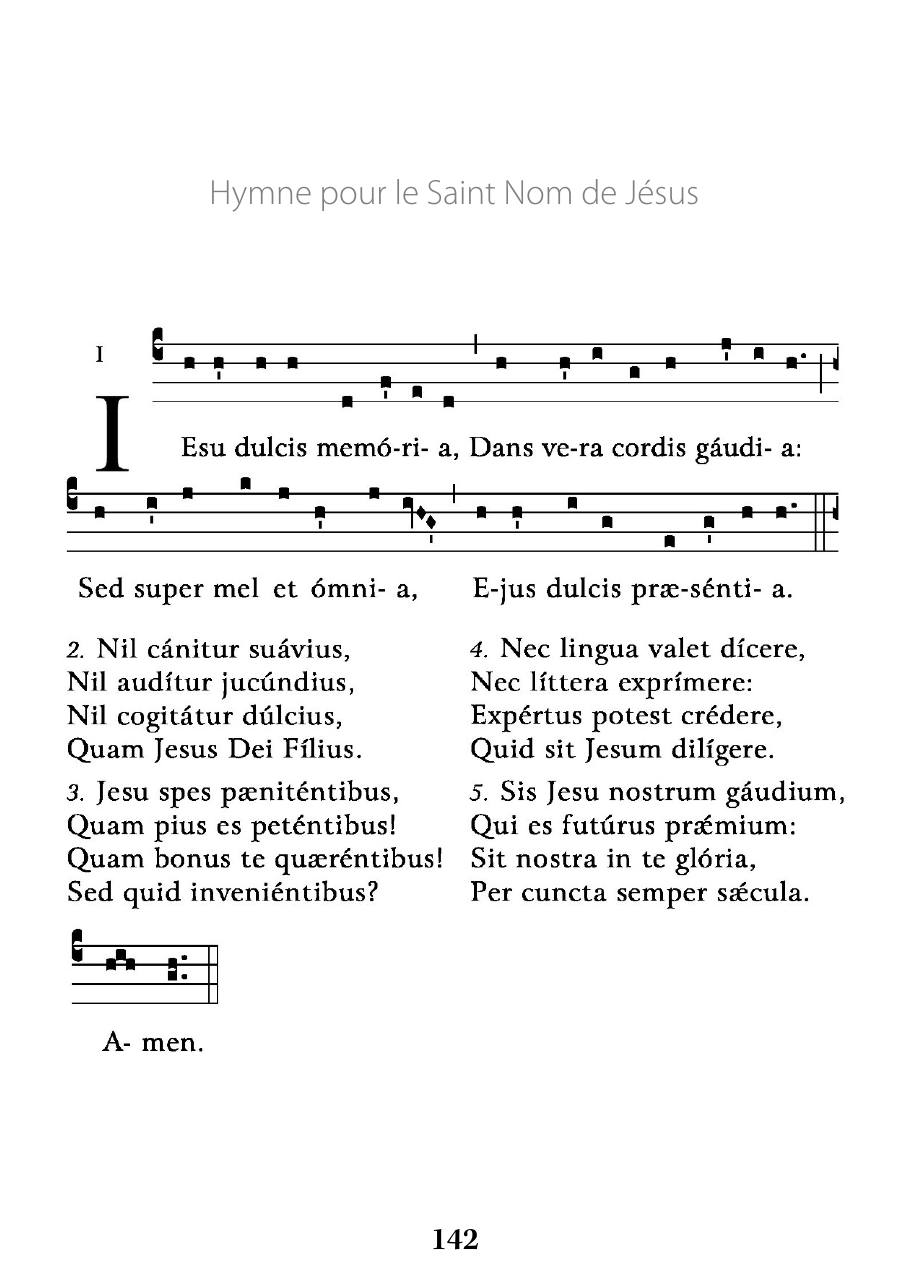 Hymne pour le Saint Nom de Jésus
I
IEsu dulcis memó-ri- a, Dans ve-ra cordis gáudi- a:
Sed super mel et ómni- a, E-jus dulcis præ-sénti- a.
2. Nil cánitur suávius,
Nil audítur jucúndius,
Nil cogitátur dúlcius,
Quam Jesus Dei Fílius.
3. Jesu spes pæniténtibus,
Quam pius es peténtibus!
Quam bonus te quæréntibus!
Sed quid inveniéntibus?
4. Nec lingua valet dícere,
Nec líttera exprímere:
Expértus potest crédere,
Quid sit Jesum dilígere.
5. Sis Jesu nostrum gáudium,
Qui es futúrus prǽmium:
Sit nostra in te glória,
Per cuncta semper sǽcula.
A- men.
142